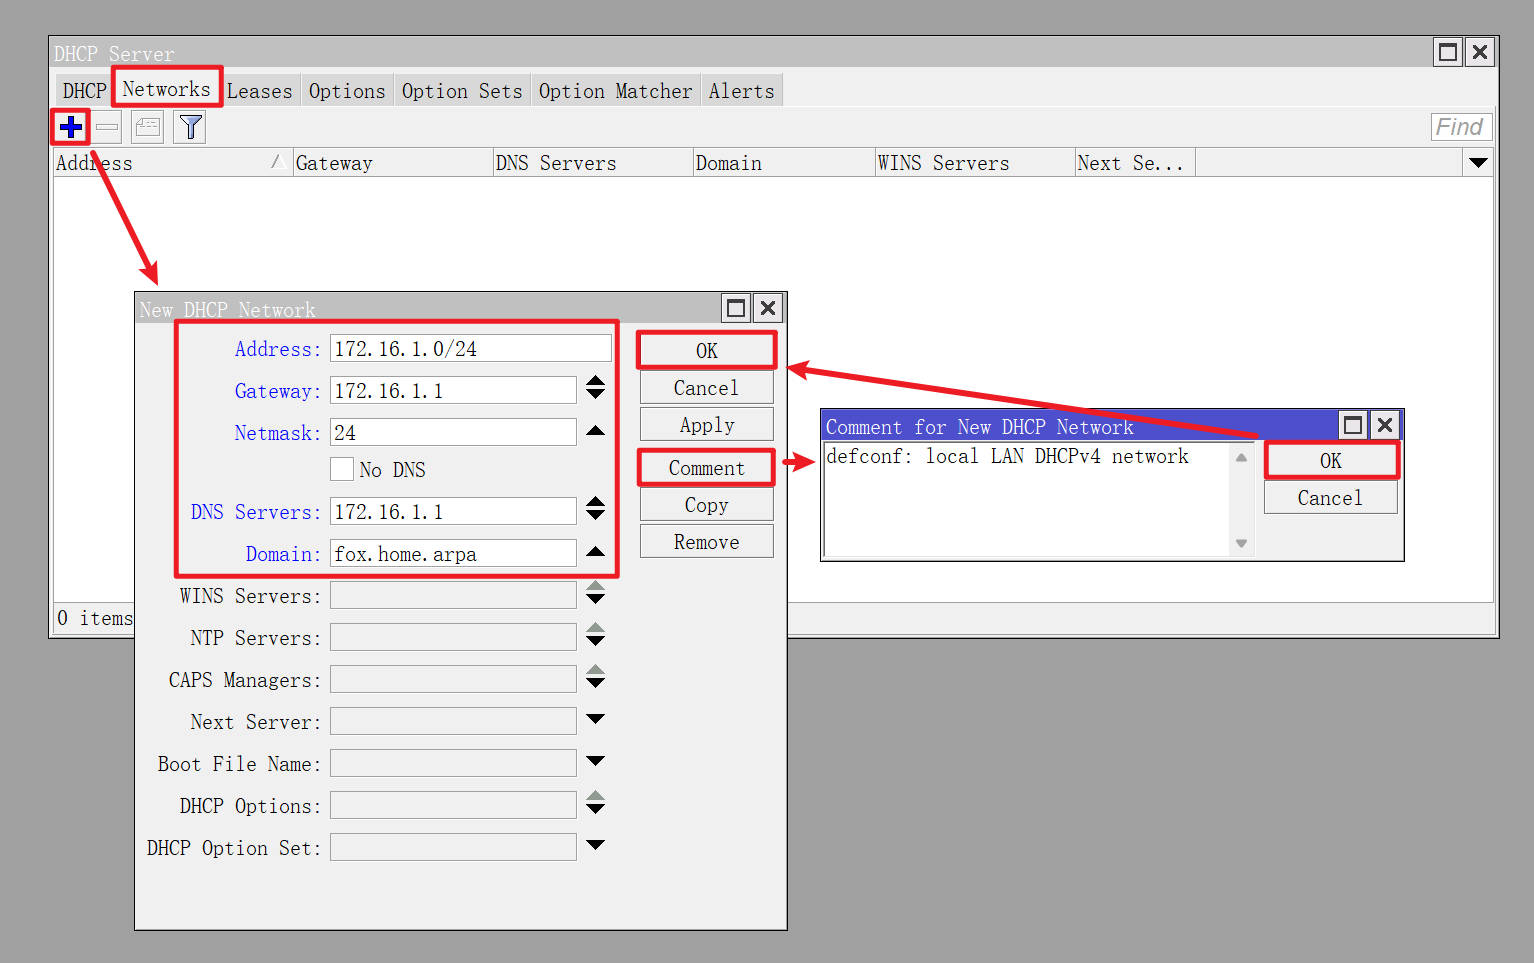 DHCP Server
DHCP Networks Leases Options Option Sets Option Matcher Alerts
Find
Address Gateway DNS Servers Domain WINS Servers Next Se...
New DHCP Network
Address: 172.16.1.0/24
Gateway: 172.16.1.1
Netmask: 24
No DNS
DNS Servers: 172.16.1.1
Domain: fox.home.arpa
WINS Servers:
NTP Servers:
CAPS Managers:
Next Server:
Boot File Name:
DHCP Options:
DHCP Option Set:
OK
Cancel
Apply
Comment
Copy
Remove
Comment for New DHCP Network
defconf: local LAN DHCPv4 network
OK
Cancel
0 items